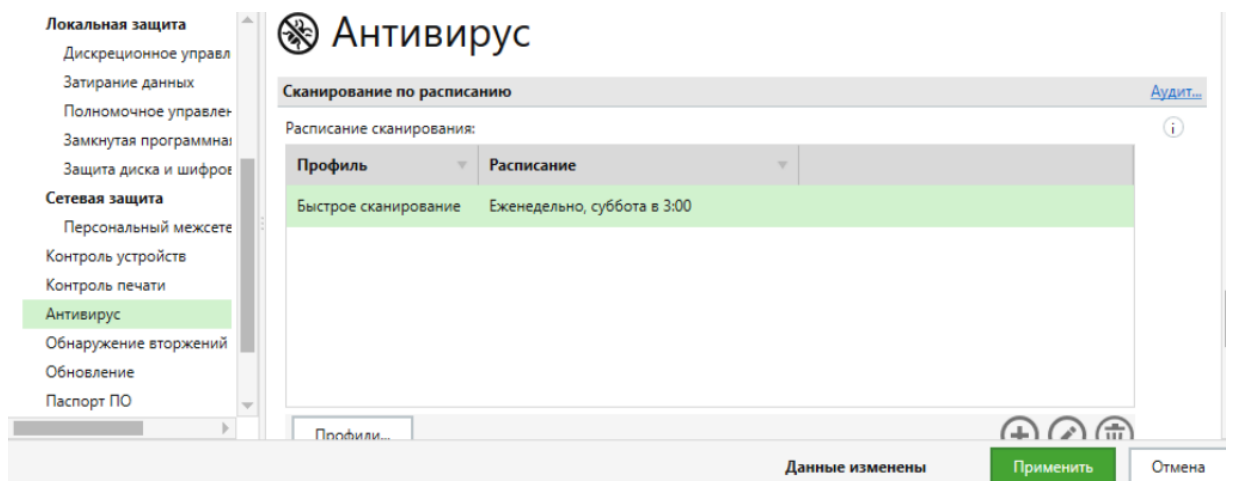 Локальная защита
Дискреционное управл
Затирание данных
Полномочное управлен
Замкнутая программная
Защита диска и шифров
Сетевая защита
Персональный межсете
Контроль устройств
Контроль печати
Антивирус
Обнаружение вторжений
Обновление
Паспорт ПО
Антивирус
Сканирование по расписанию Аудит...
Расписание сканирования:
Профиль Расписание
Быстрое сканирование Еженедельно, суббота в 3:00
Профили...
Данные изменены Применить Отмена